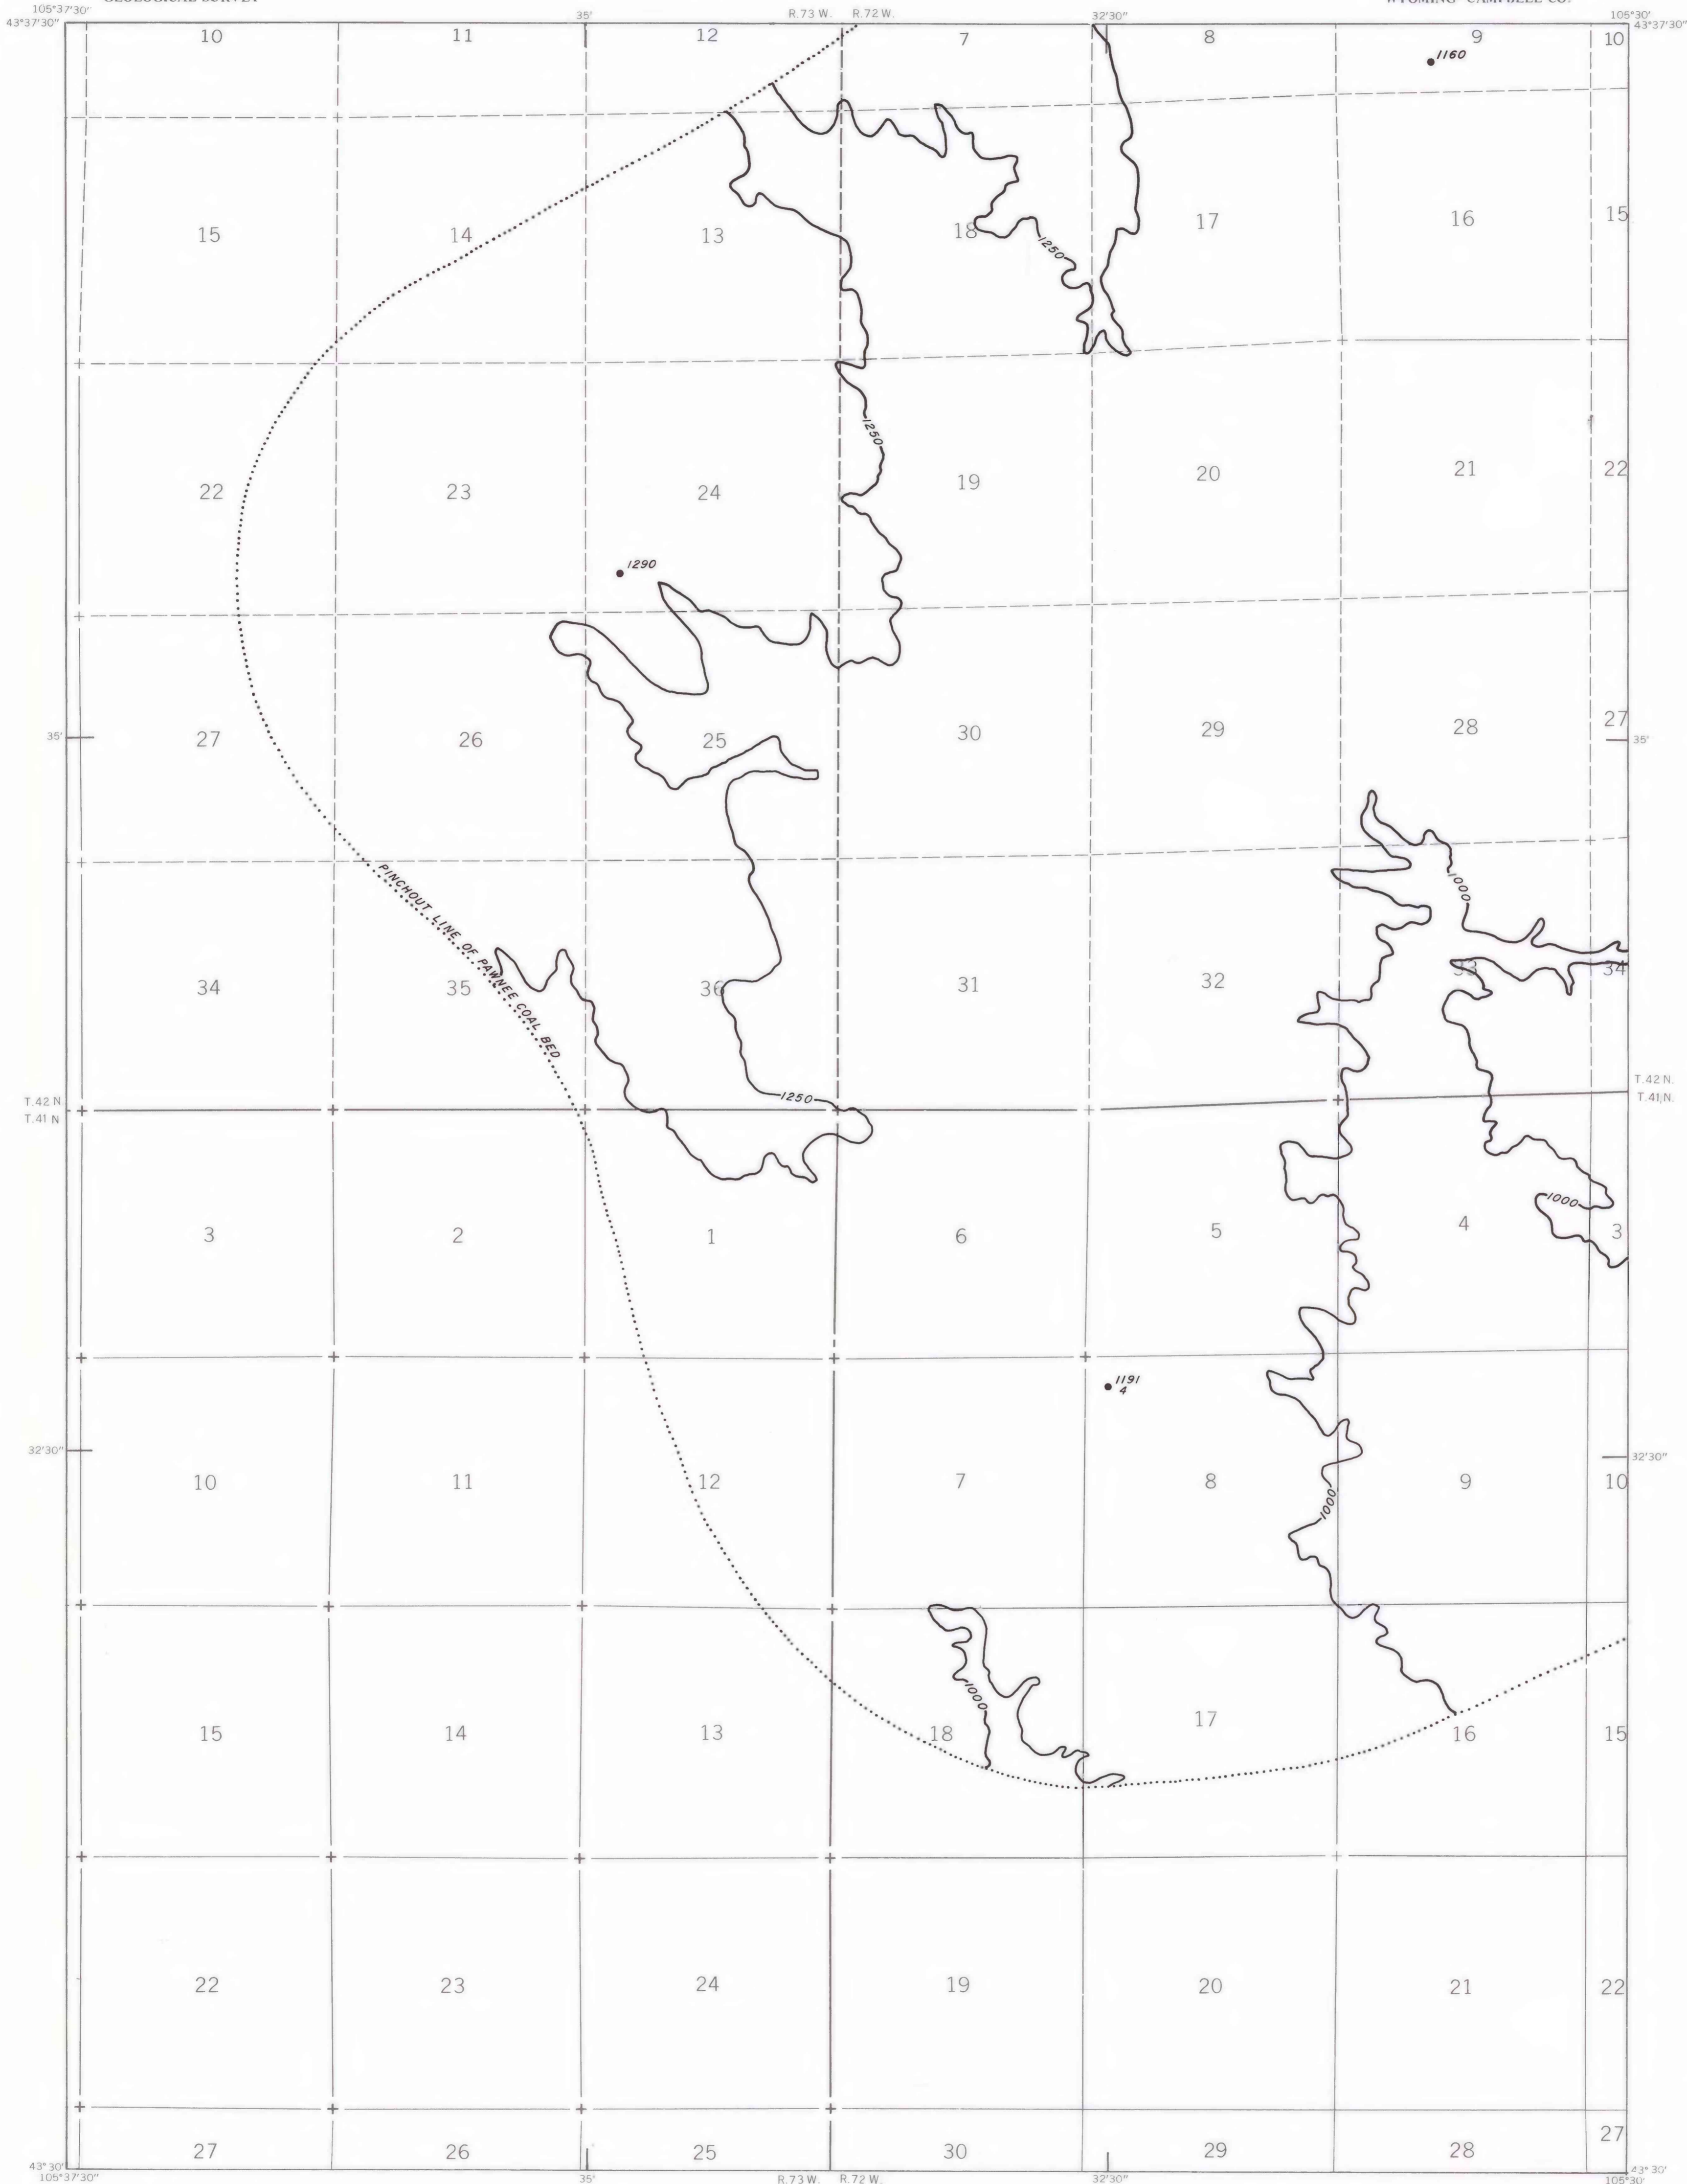 105°37'30" 35' R.73 W. R.72 W. 32'30" 105°30'
43°37'30" 10 11 12 7 8 9 10 43°37'30"
1160
15 14 13 18 17 16 15
1250
1250
22 23 24 19 20 21 22
1290
35' 27 26 25 30 29 28 27 35'
PINCHOUT LINE OF PAWNEE COAL BED
1000
34 35 36 31 32 33 34
T.42 N. 1250 T.42 N.
T.41 N. T.41 N.
1000
3 2 1 6 5 4 3
1191
4
32'30" 32'30"
10 11 12 7 8 9 10
1000
1000
15 14 13 18 17 16 15
22 23 24 19 20 21 22
27 26 25 30 29 28 27
43°30' 43°30'
105°37'30" 35' R.73 W. R.72 W. 32'30" 105°30'